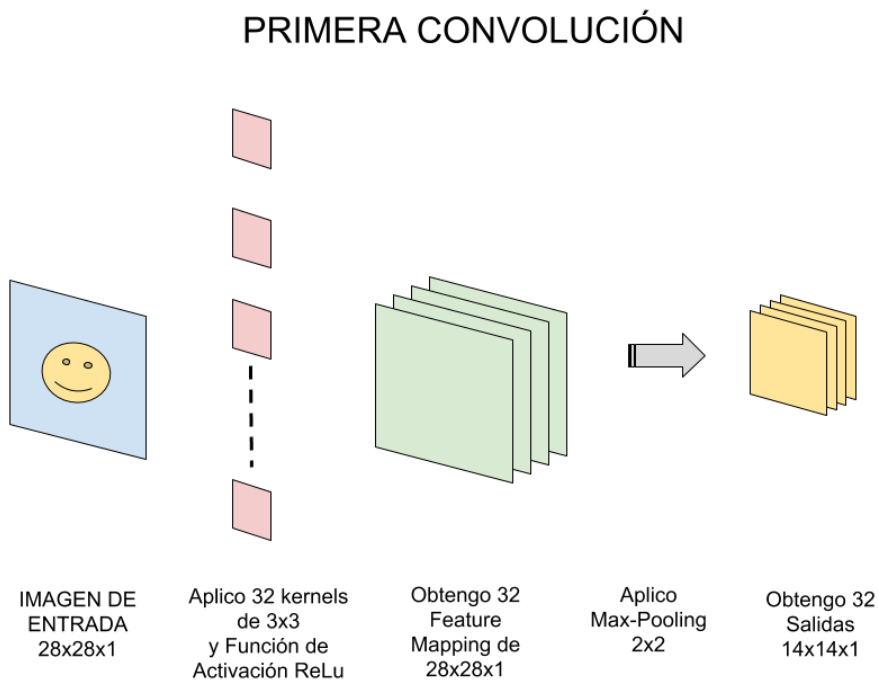 PRIMERA CONVOLUCIÓN
IMAGEN DE
ENTRADA
28x28x1
Aplico 32 kernels
de 3x3
y Función de
Activación ReLu
Obtengo 32
Feature
Mapping de
28x28x1
Aplico
Max-Pooling
2x2
Obtengo 32
Salidas
14x14x1